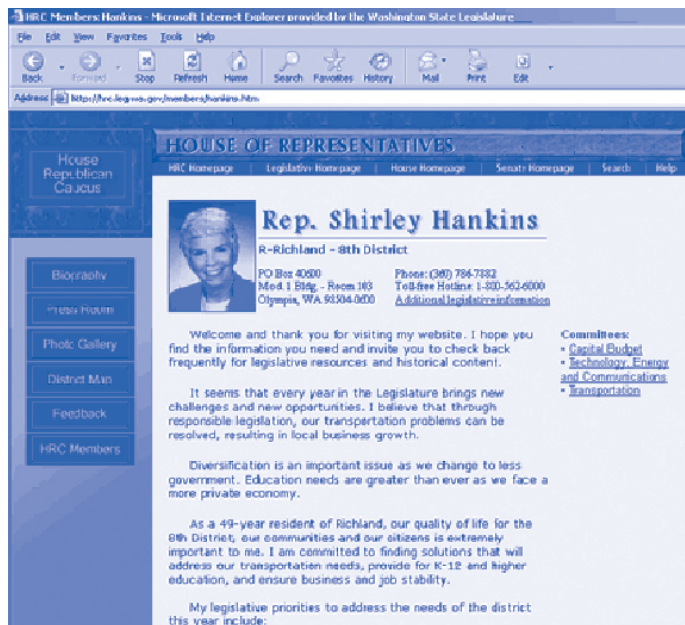 HRC Members: Hankins - Microsoft Internet Explorer provided by the Washington State Legislature
File Edit View Favorites Tools Help
Back Forward Stop Refresh Home Search Favorites History Mail Print Edit
Address http://hrc.leg.wa.gov/members/hankins.htm
House
Republican
Caucus
HOUSE OF REPRESENTATIVES
HRC Homepage | Legislative Homepage | House Homepage | Senate Homepage | Search | Help
Rep. Shirley Hankins
R-Richland - 8th District
PO Box 40600
Mod. 1 Bldg. - Room 103
Olympia, WA 98504-0600
Phone: (360) 786-7882
Toll-free Hotline: 1-800-562-6000
Additional legislative information
Biography
Press Room
Photo Gallery
District Map
Feedback
HRC Members
Welcome and thank you for visiting my website. I hope you
find the information you need and invite you to check back
frequently for legislative resources and historical content.
It seems that every year in the Legislature brings new
challenges and new opportunities. I believe that through
responsible legislation, our transportation problems can be
resolved, resulting in local business growth.
Diversification is an important issue as we change to less
government. Education needs are greater than ever as we face a
more private economy.
As a 49-year resident of Richland, our quality of life for the
8th District, our communities and our citizens is extremely
important to me. I am committed to finding solutions that will
address our transportation needs, provide for K-12 and higher
education, and ensure business and job stability.
My legislative priorities to address the needs of the district
this year include:
Committees:
• Capital Budget
• Technology, Energy
and Communications
• Transportation